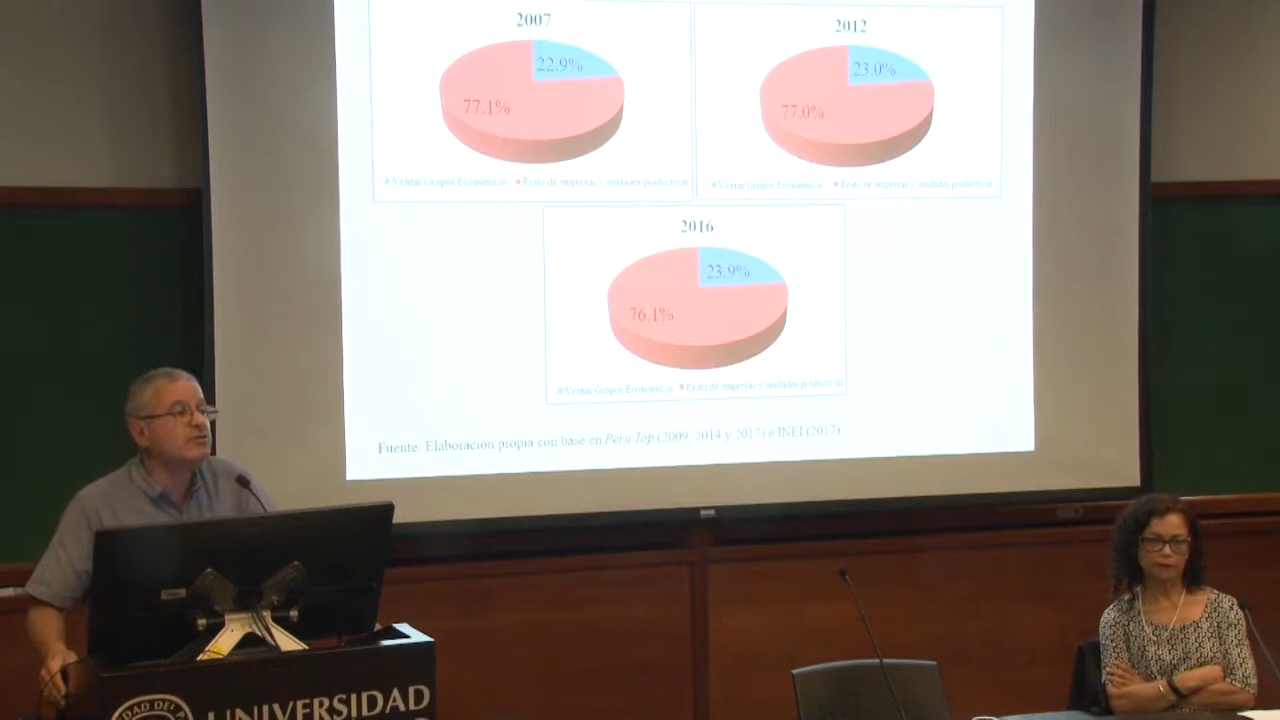 2007
22.9%
77.1%
Ventas Grupos Económicos Resto de empresas y unidades productivas
2012
23.0%
77.0%
Ventas Grupos Económicos Resto de empresas y unidades productivas
2016
23.9%
76.1%
Ventas Grupos Económicos Resto de empresas y unidades productivas
Fuente: Elaboración propia con base en Perú Top (2009, 2014 y 2017) e INEI (2017).
UNIVERSIDAD